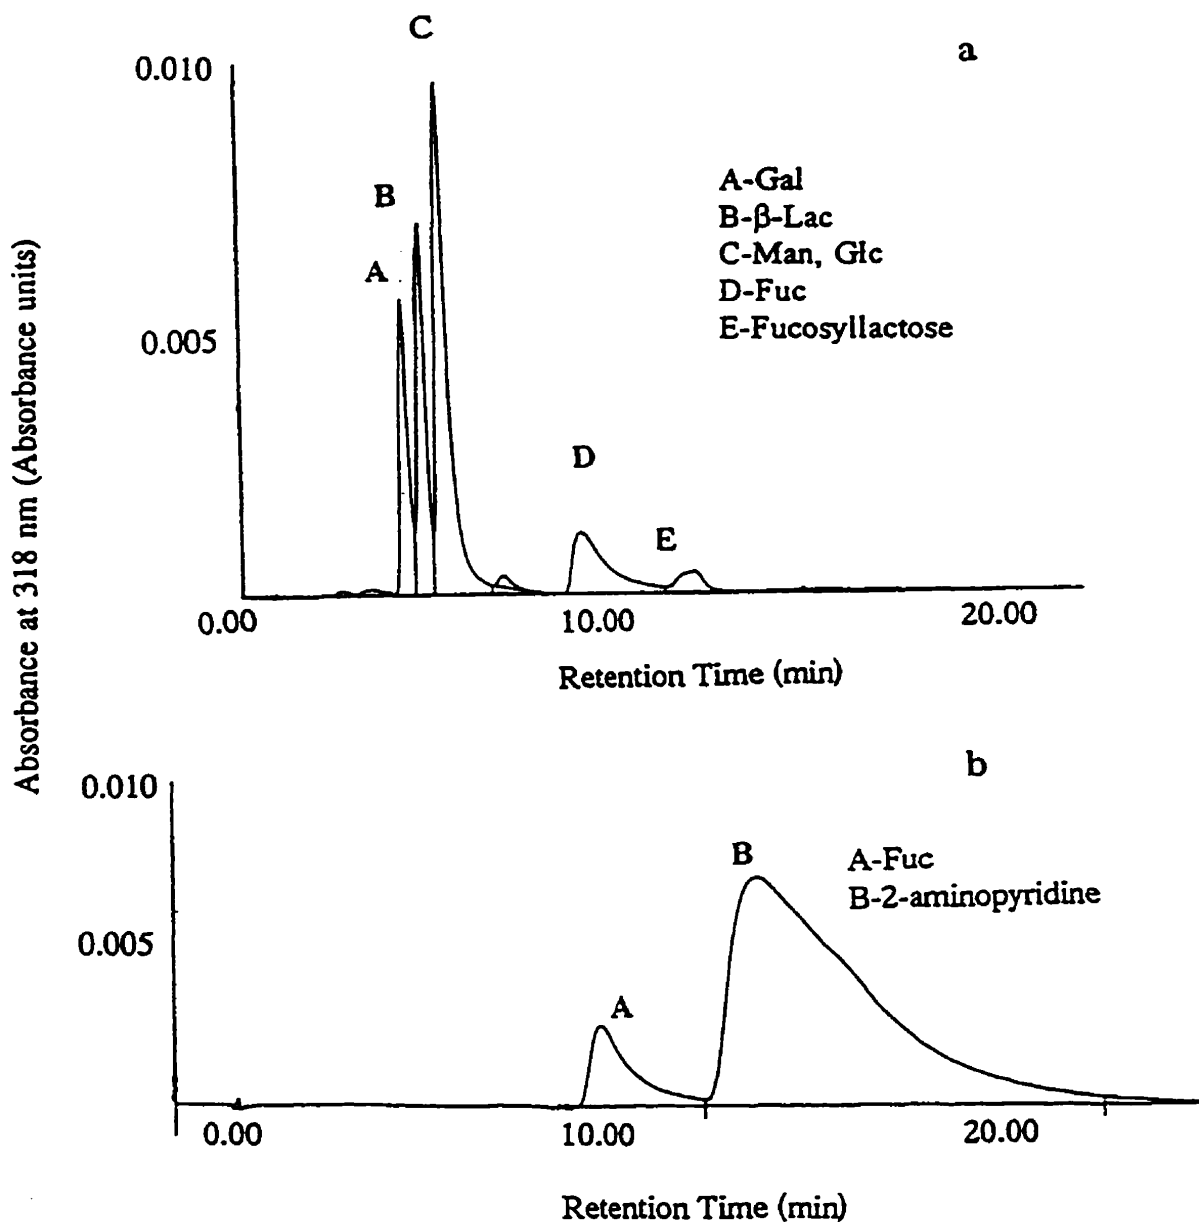 C
a
0.010
B
A
0.005
A-Gal
B-β-Lac
C-Man, Glc
D-Fuc
E-Fucosyllactose
D
E
0.00
10.00
20.00
Retention Time (min)
Absorbance at 318 nm (Absorbance units)
b
0.010
B
A-Fuc
B-2-aminopyridine
0.005
A
0.00
10.00
20.00
Retention Time (min)